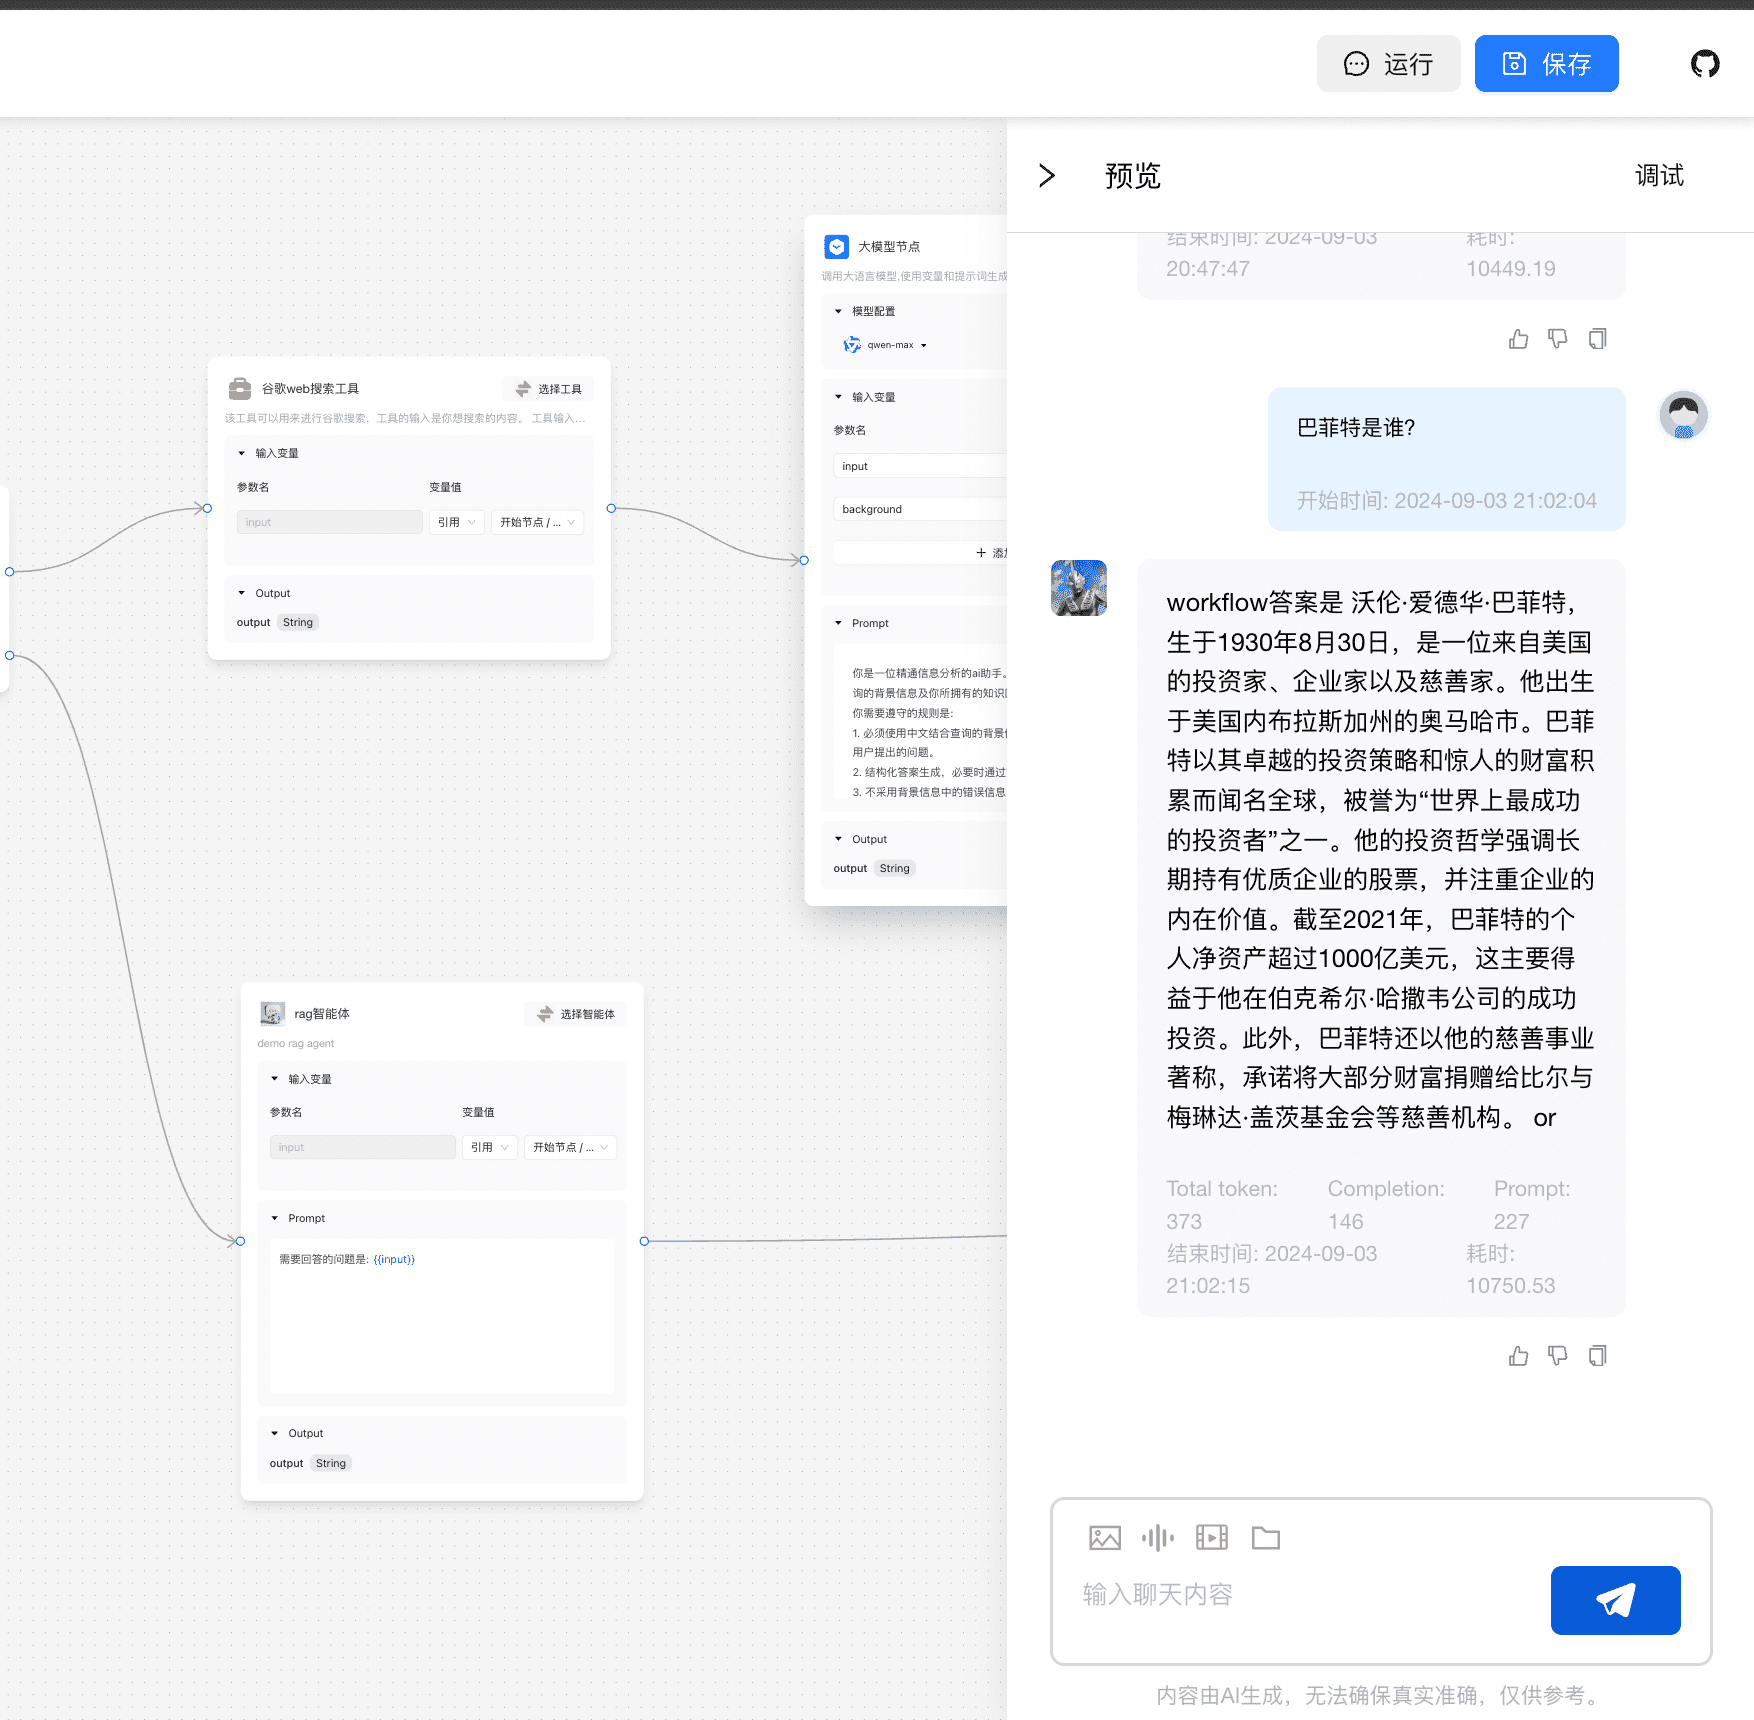 运行
保存
谷歌web搜索工具
选择工具
该工具可以用来进行谷歌搜索，工具的输入是你想搜索的内容。 工具输入...
输入变量
参数名 变量值
input 引用 开始节点 / ...
Output
output String
rag智能体
选择智能体
demo rag agent
输入变量
参数名 变量值
input 引用 开始节点 / ...
Prompt
需要回答的问题是: {{input}}
Output
output String
大模型节点
调用大语言模型,使用变量和提示词生成
模型配置
qwen-max
输入变量
参数名
input
background
添
Prompt
你是一位精通信息分析的ai助手。
询的背景信息及你所拥有的知识
你需要遵守的规则是:
1. 必须使用中文结合查询的背景
用户提出的问题。
2. 结构化答案生成，必要时通过
3. 不采用背景信息中的错误信息
Output
output String
预览
调试
结束时间: 2024-09-03 耗时:
20:47:47 10449.19
巴菲特是谁?
开始时间: 2024-09-03 21:02:04
workflow答案是 沃伦·爱德华·巴菲特，
生于1930年8月30日，是一位来自美国
的投资家、企业家以及慈善家。他出生
于美国内布拉斯加州的奥马哈市。巴菲
特以其卓越的投资策略和惊人的财富积
累而闻名全球，被誉为“世界上最成功
的投资者”之一。他的投资哲学强调长
期持有优质企业的股票，并注重企业的
内在价值。截至2021年，巴菲特的个
人净资产超过1000亿美元，这主要得
益于他在伯克希尔·哈撒韦公司的成功
投资。此外，巴菲特还以他的慈善事业
著称，承诺将大部分财富捐赠给比尔与
梅琳达·盖茨基金会等慈善机构。 or
Total token: Completion: Prompt:
373 146 227
结束时间: 2024-09-03 耗时:
21:02:15 10750.53
输入聊天内容
内容由AI生成，无法确保真实准确，仅供参考。